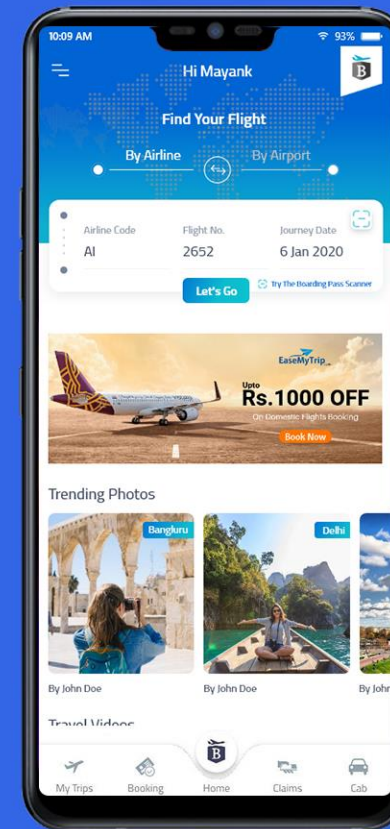 10:09 AM
93%
Hi Mayank
B
Find Your Flight
By Airline
By Airport
Airline Code
Flight No.
Journey Date
AI
2652
6 Jan 2020
Let's Go
Try The Boarding Pass Scanner
EaseMyTrip
Upto
Rs.1000 OFF
On Domestic Flights Booking
Book Now
Trending Photos
Bangluru
Delhi
By John Doe
By John Doe
By John
Travel Videos
B
My Trips
Booking
Home
Claims
Cab